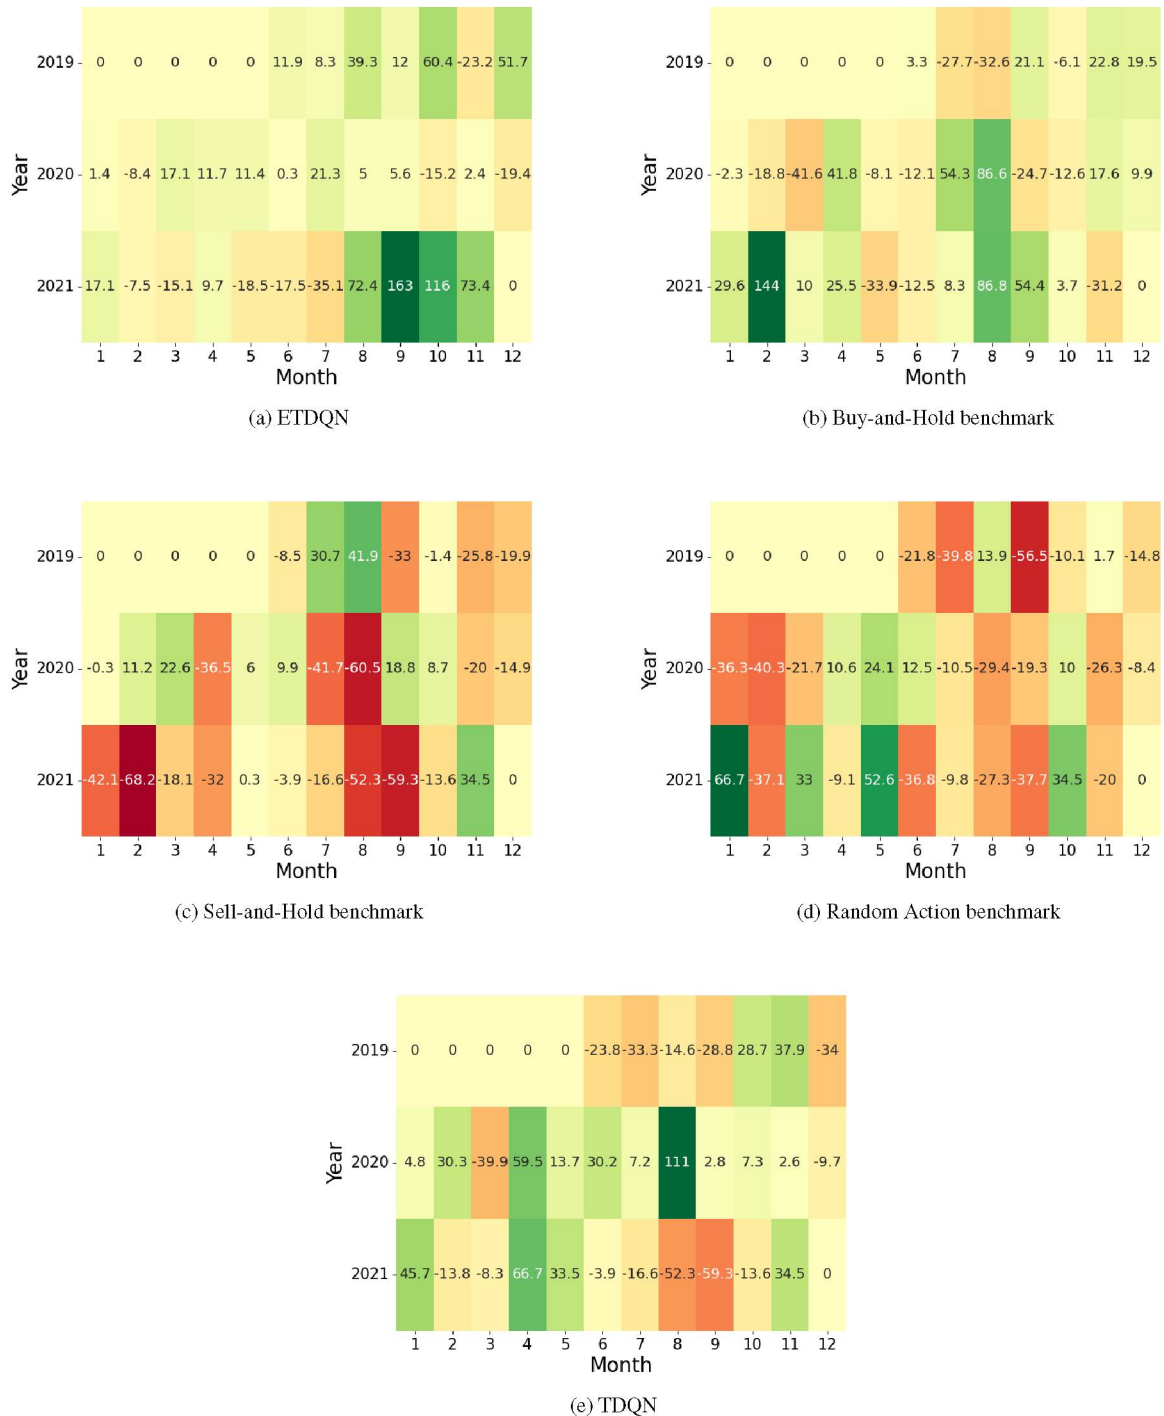 2019 0 0 0 0 0 11.9 8.3 39.3 12 60.4 -23.2 51.7
2020 1.4 -8.4 17.1 11.7 11.4 0.3 21.3 5 5.6 -15.2 2.4 -19.4
2021 17.1 -7.5 -15.1 9.7 -18.5 -17.5 -35.1 72.4 163 116 73.4 0
Year
1 2 3 4 5 6 7 8 9 10 11 12
Month
(a) ETDQN
2019 0 0 0 0 0 3.3 -27.7 -32.6 21.1 -6.1 22.8 19.5
2020 -2.3 -18.8 -41.6 41.8 -8.1 -12.1 54.3 86.6 -24.7 -12.6 17.6 9.9
2021 29.6 144 10 25.5 -33.9 -12.5 8.3 86.8 54.4 3.7 -31.2 0
Year
1 2 3 4 5 6 7 8 9 10 11 12
Month
(b) Buy-and-Hold benchmark
2019 0 0 0 0 0 -8.5 30.7 41.9 -33 -1.4 -25.8 -19.9
2020 -0.3 11.2 22.6 -36.5 6 9.9 -41.7 -60.5 18.8 8.7 -20 -14.9
2021 -42.1 -68.2 -18.1 -32 0.3 -3.9 -16.6 -52.3 -59.3 -13.6 34.5 0
Year
1 2 3 4 5 6 7 8 9 10 11 12
Month
(c) Sell-and-Hold benchmark
2019 0 0 0 0 0 -21.8 -39.8 13.9 -56.5 -10.1 1.7 -14.8
2020 -36.3 -40.3 -21.7 10.6 24.1 12.5 -10.5 -29.4 -19.3 10 -26.3 -8.4
2021 66.7 -37.1 33 -9.1 52.6 -36.8 -9.8 -27.3 -37.7 34.5 -20 0
Year
1 2 3 4 5 6 7 8 9 10 11 12
Month
(d) Random Action benchmark
2019 0 0 0 0 0 -23.8 -33.3 -14.6 -28.8 28.7 37.9 -34
2020 4.8 30.3 -39.9 59.5 13.7 30.2 7.2 111 2.8 7.3 2.6 -9.7
2021 45.7 -13.8 -8.3 66.7 33.5 -3.9 -16.6 -52.3 -59.3 -13.6 34.5 0
Year
1 2 3 4 5 6 7 8 9 10 11 12
Month
(e) TDQN